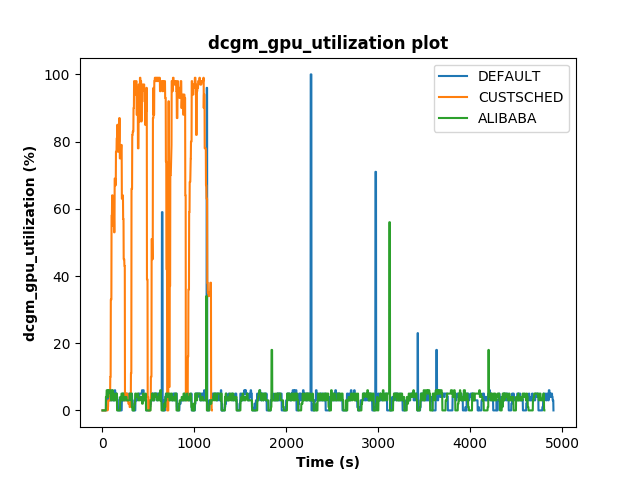 dcgm_gpu_utilization plot
DEFAULT
CUSTSCHED
ALIBABA
dcgm_gpu_utilization (%)
100
80
60
40
20
0
0 1000 2000 3000 4000 5000
Time (s)